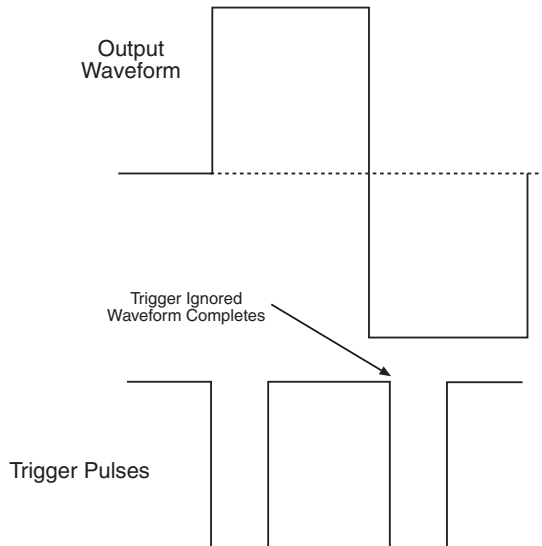 Output
Waveform
Trigger Ignored
Waveform Completes
Trigger Pulses